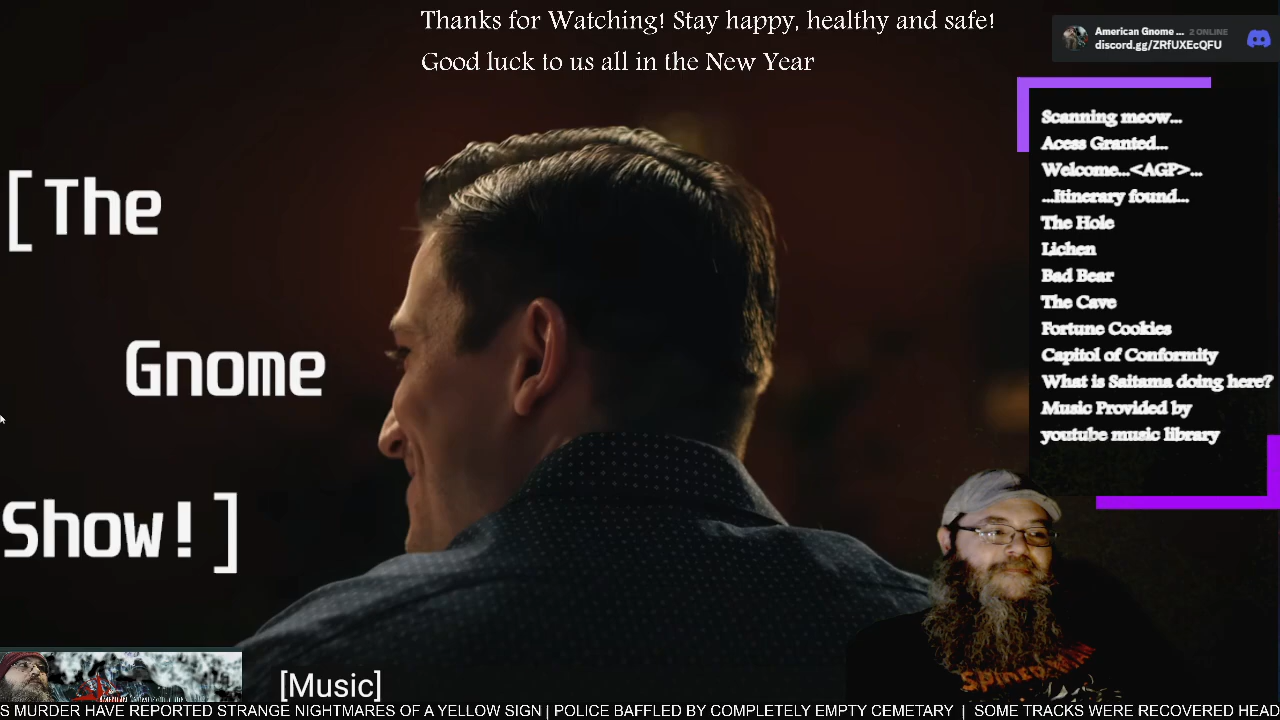 Thanks for Watching! Stay happy, healthy and safe!
Good luck to us all in the New Year
American Gnome ... 2 ONLINE
discord.gg/ZRfUXEcQFU
Scanning meow...
Acess Granted...
Welcome...<AGP>...
...Itinerary found...
The Hole
Lichen
Bad Bear
The Cave
Fortune Cookies
Capitol of Conformity
What is Saitama doing here?
Music Provided by
youtube music library
[The
Gnome
Show!]
[Music]
S MURDER HAVE REPORTED STRANGE NIGHTMARES OF A YELLOW SIGN | POLICE BAFFLED BY COMPLETELY EMPTY CEMETARY | SOME TRACKS WERE RECOVERED HEAD